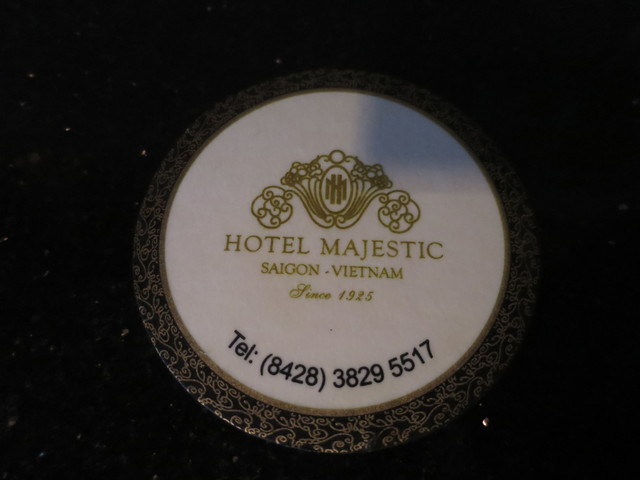 HOTEL MAJESTIC
SAIGON - VIETNAM
Since 1925
Tel: (8428) 3829 5517